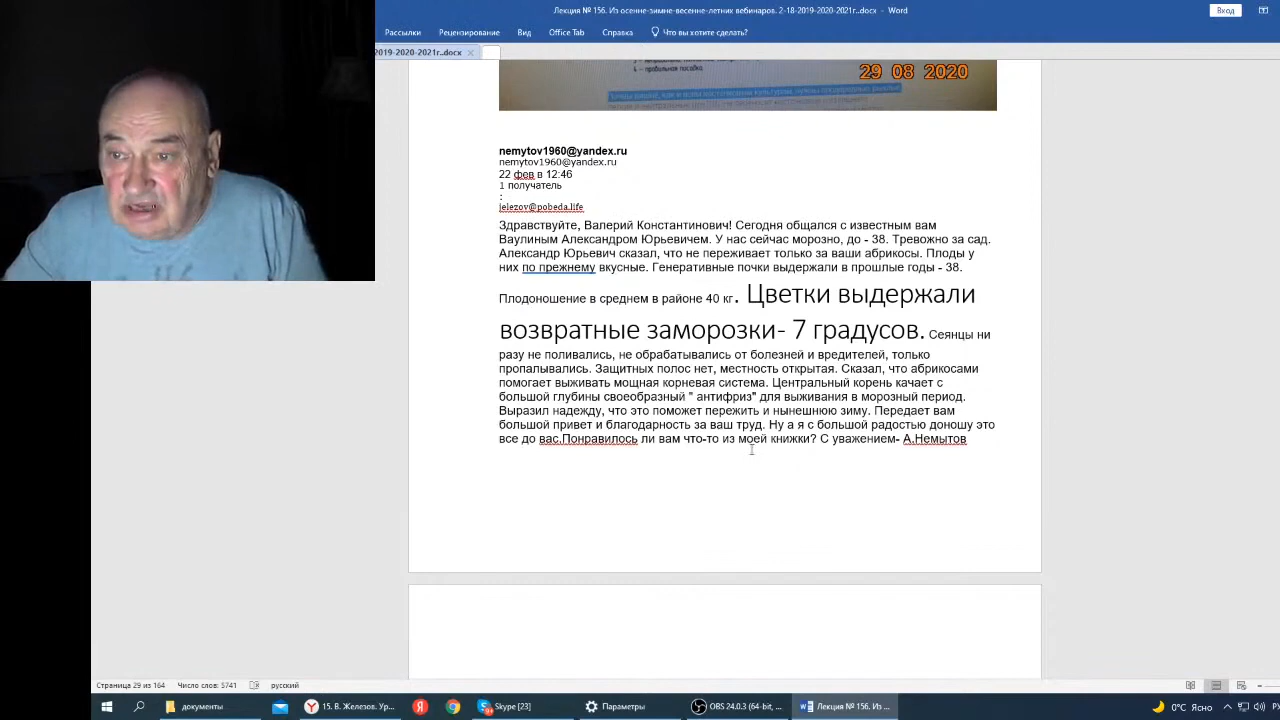 Лекция № 156. Из осенне-зимне-весенне-летник вебинаров. 2-18-2019-2020-2021г...docx - Word
Вход
Рассылки Рецензирование Вид Office Tab Справка Что вы хотите сделать?
2019-2020-2021г...docx
4 – правильная посадка.
29 08 2020
nemytov1960@yandex.ru
nemytov1960@yandex.ru
22 фев в 12:46
1 получатель
:
jelezov@pobeda.life
Здравствуйте, Валерий Константинович! Сегодня общался с известным вам
Ваулиным Александром Юрьевичем. У нас сейчас морозно, до - 38. Тревожно за сад.
Александр Юрьевич сказал, что не переживает только за ваши абрикосы. Плоды у
них по прежнему вкусные. Генеративные почки выдержали в прошлые годы - 38.
Плодоношение в среднем в районе 40 кг. Цветки выдержали
возвратные заморозки- 7 градусов. Сеянцы ни
разу не поливались, не обрабатывались от болезней и вредителей, только
пропалывались. Защитных полос нет, местность открытая. Сказал, что абрикосами
помогает выживать мощная корневая система. Центральный корень качает с
большой глубины своеобразный " антифриз" для выживания в морозный период.
Выразил надежду, что это поможет пережить и нынешнюю зиму. Передает вам
большой привет и благодарность за ваш труд. Ну а я с большой радостью доношу это
все до вас.Понравилось ли вам что-то из моей книжки? С уважением- А.Немытов
Страница 29 из 164 Число слов: 5741 русский
документы 15. В. Железов. Ур... Skype [23] Параметры OBS 24.0.3 (64-bit, ... Лекция № 156. Из ... 0°C Ясно